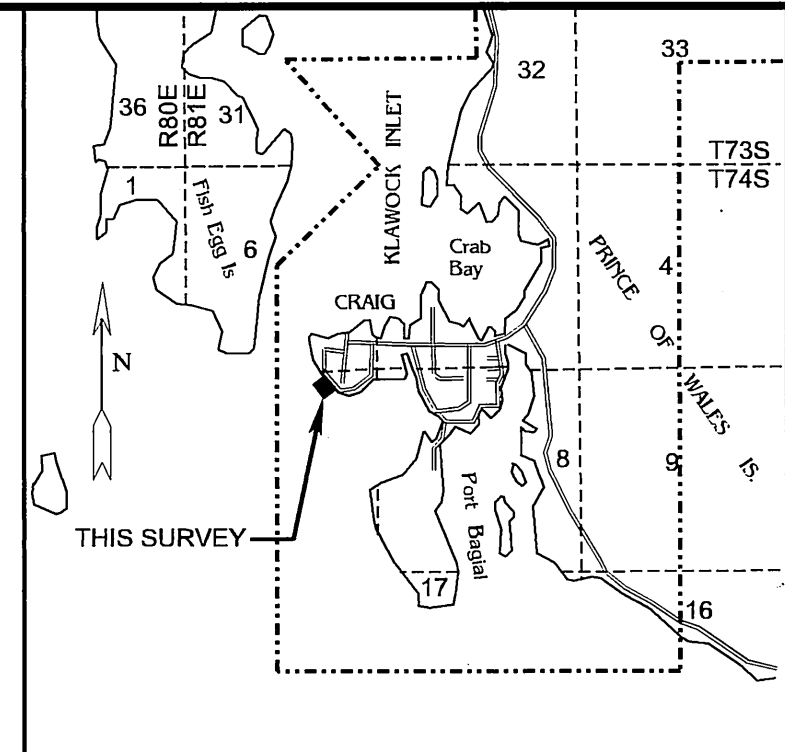 33
32
36
R80E
R81E
31
KLAWOCK INLET
T73S
T74S
1
Fish Egg Is
6
Crab
Bay
PRINCE OF WALES IS.
4
CRAIG
N
8
9
Port Bagial
THIS SURVEY
17
16